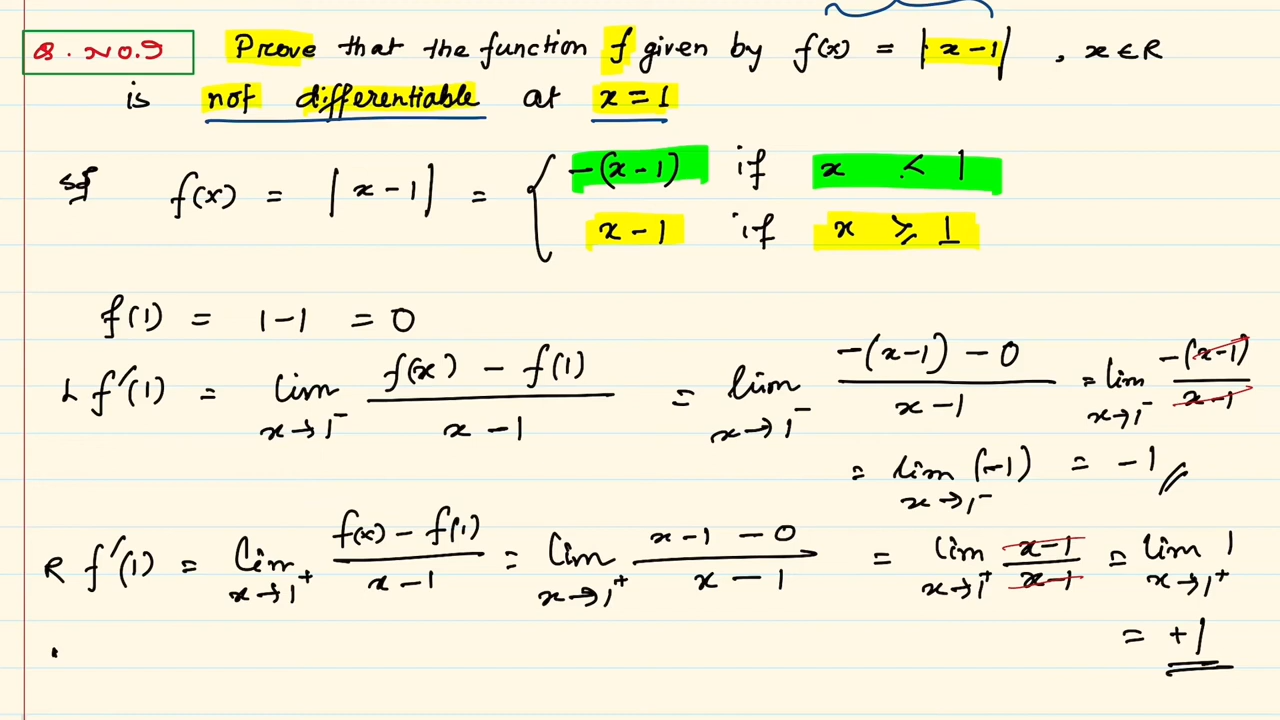 Q. No.9 Prove that the function f given by f(x) = |x-1| , x∈R
is not differentiable at x=1
Sol f(x) = |x-1| = { -(x-1) if x < 1
x-1 if x ⩾ 1
f(1) = 1-1 = 0
L f'(1) = lim x→1⁻ (f(x) - f(1))/(x-1) = lim x→1⁻ (-(x-1) - 0)/(x-1) = lim x→1⁻ -(x-1)/(x-1)
= lim x→1⁻ (-1) = -1
R f'(1) = lim x→1⁺ (f(x) - f(1))/(x-1) = lim x→1⁺ (x-1 - 0)/(x-1) = lim x→1⁺ (x-1)/(x-1) = lim x→1⁺ 1
= +1